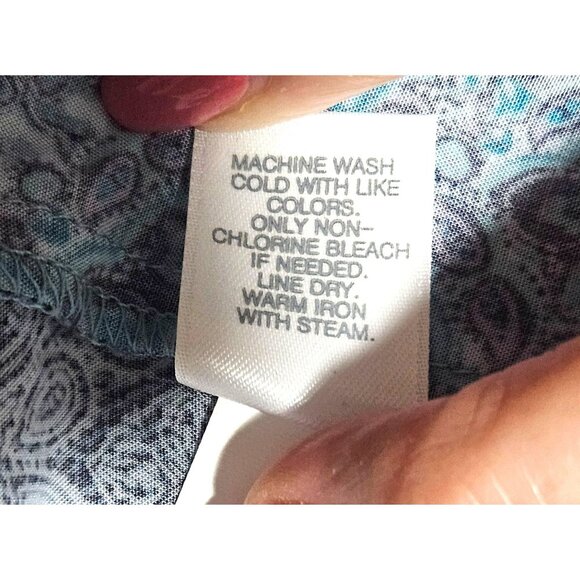 MACHINE WASH
COLD WITH LIKE
COLORS.
ONLY NON-
CHLORINE BLEACH
IF NEEDED.
LINE DRY.
WARM IRON
WITH STEAM.